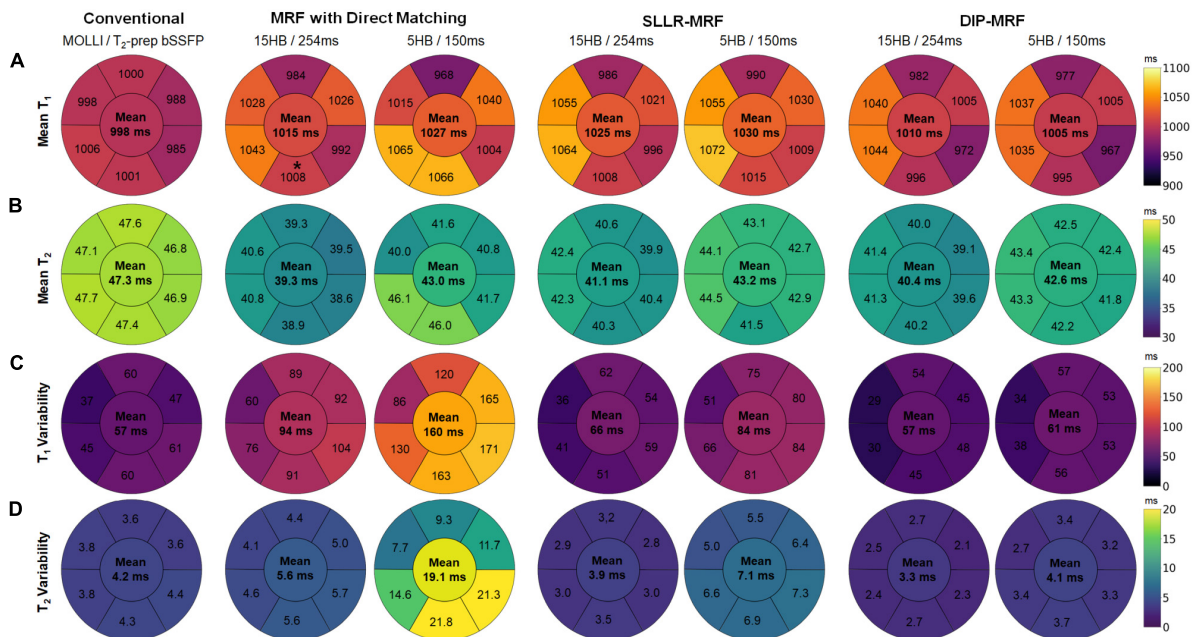 Conventional
MRF with Direct Matching
SLLR-MRF
DIP-MRF
MOLLI / T₂-prep bSSFP
15HB / 254ms
5HB / 150ms
15HB / 254ms
5HB / 150ms
15HB / 254ms
5HB / 150ms
A
Mean T₁
1000
998
988
Mean
998 ms
1006
985
1001
984
1028
1026
Mean
1015 ms
1043
992
*
1008
968
1015
1040
Mean
1027 ms
1065
1004
1066
986
1055
1021
Mean
1025 ms
1064
996
1008
990
1055
1030
Mean
1030 ms
1072
1009
1015
982
1040
1005
Mean
1010 ms
1044
972
996
977
1037
1005
Mean
1005 ms
1035
967
995
ms
1100
1050
1000
950
900
B
Mean T₂
47.6
47.1
46.8
Mean
47.3 ms
47.7
46.9
47.4
39.3
40.6
39.5
Mean
39.3 ms
40.8
38.6
38.9
41.6
40.0
40.8
Mean
43.0 ms
46.1
41.7
46.0
40.6
42.4
39.9
Mean
41.1 ms
42.3
40.4
40.3
43.1
44.1
42.7
Mean
43.2 ms
44.5
42.9
41.5
40.0
41.4
39.1
Mean
40.4 ms
41.3
39.6
40.2
42.5
43.4
42.4
Mean
42.6 ms
43.3
41.8
42.2
ms
50
45
40
35
30
C
T₁ Variability
60
37
47
Mean
57 ms
45
61
60
89
60
92
Mean
94 ms
76
104
91
120
86
165
Mean
160 ms
130
171
163
62
36
54
Mean
66 ms
41
59
51
75
51
80
Mean
84 ms
66
84
81
54
29
45
Mean
57 ms
30
48
45
57
34
53
Mean
61 ms
38
53
56
ms
200
150
100
50
0
D
T₂ Variability
3.6
3.8
3.6
Mean
4.2 ms
3.8
4.4
4.3
4.4
4.1
5.0
Mean
5.6 ms
4.6
5.7
5.6
9.3
7.7
11.7
Mean
19.1 ms
14.6
21.3
21.8
3.2
2.9
2.8
Mean
3.9 ms
3.0
3.0
3.5
5.5
5.0
6.4
Mean
7.1 ms
6.6
7.3
6.9
2.7
2.5
2.1
Mean
3.3 ms
2.4
2.3
2.7
3.4
2.7
3.2
Mean
4.1 ms
3.4
3.3
3.7
ms
20
15
10
5
0